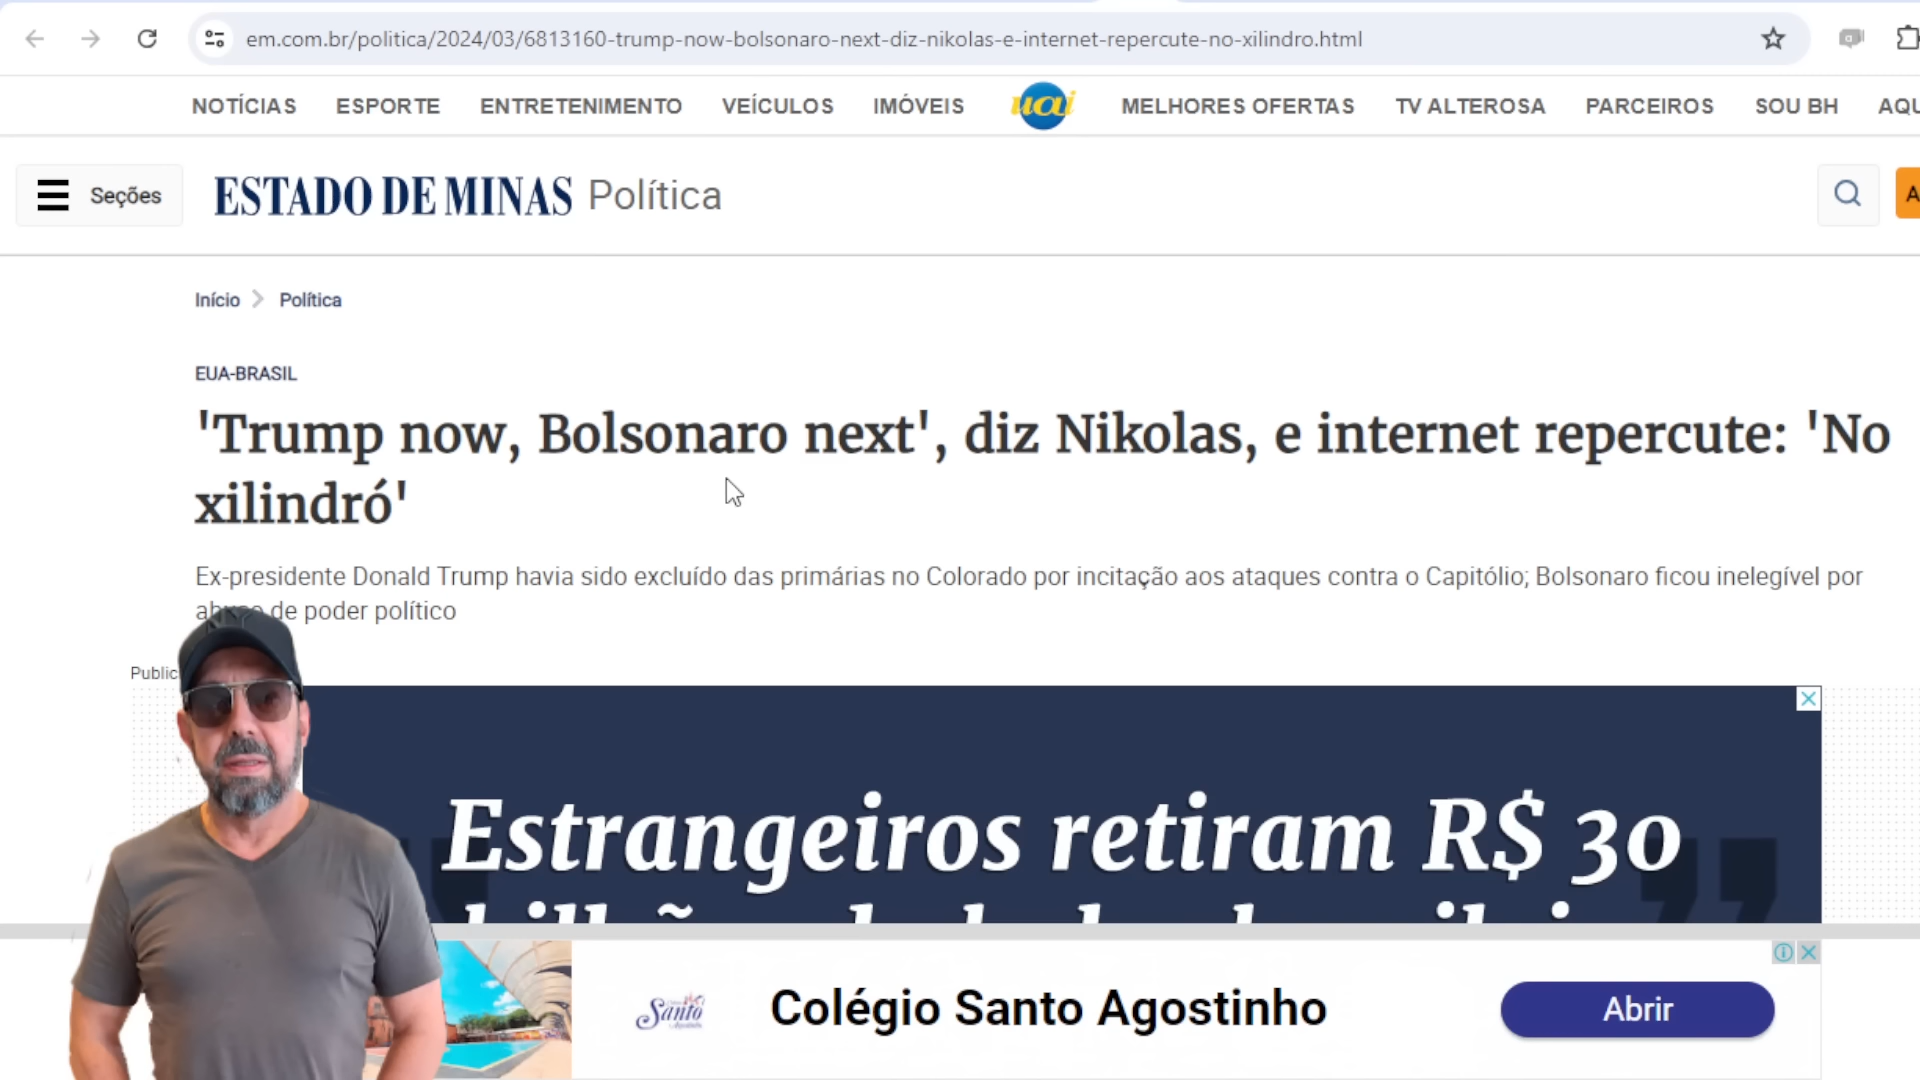 em.com.br/politica/2024/03/6813160-trump-now-bolsonaro-next-diz-nikolas-e-internet-repercute-no-xilindro.html
NOTÍCIAS ESPORTE ENTRETENIMENTO VEÍCULOS IMÓVEIS uai MELHORES OFERTAS TV ALTEROSA PARCEIROS SOU BH
Seções ESTADO DE MINAS Política
Início Política
EUA-BRASIL
'Trump now, Bolsonaro next', diz Nikolas, e internet repercute: 'No
xilindró'
Ex-presidente Donald Trump havia sido excluído das primárias no Colorado por incitação aos ataques contra o Capitólio; Bolsonaro ficou inelegível por
de poder político
Public
Estrangeiros retiram R$ 30
Santo
Colégio Santo Agostinho
Abrir